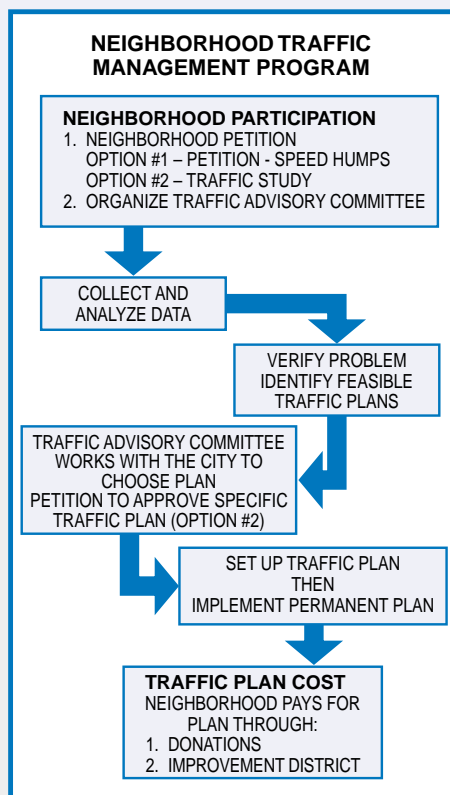 NEIGHBORHOOD TRAFFIC
MANAGEMENT PROGRAM
NEIGHBORHOOD PARTICIPATION
1. NEIGHBORHOOD PETITION
OPTION #1 – PETITION - SPEED HUMPS
OPTION #2 – TRAFFIC STUDY
2. ORGANIZE TRAFFIC ADVISORY COMMITTEE
COLLECT AND
ANALYZE DATA
VERIFY PROBLEM
IDENTIFY FEASIBLE
TRAFFIC PLANS
TRAFFIC ADVISORY COMMITTEE
WORKS WITH THE CITY TO
CHOOSE PLAN
PETITION TO APPROVE SPECIFIC
TRAFFIC PLAN (OPTION #2)
SET UP TRAFFIC PLAN
THEN
IMPLEMENT PERMANENT PLAN
TRAFFIC PLAN COST
NEIGHBORHOOD PAYS FOR
PLAN THROUGH:
1. DONATIONS
2. IMPROVEMENT DISTRICT